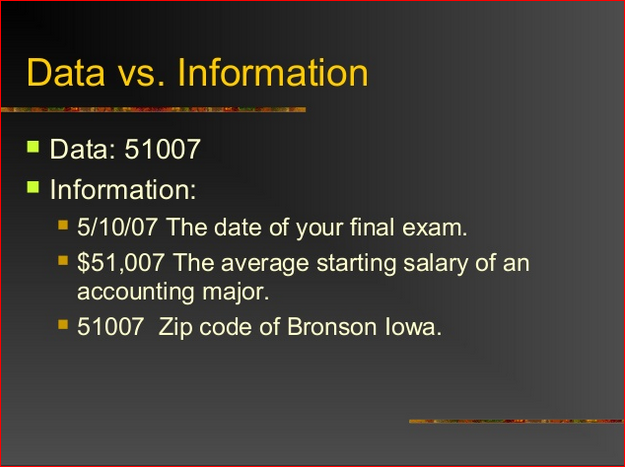 Data vs. Information
Data: 51007
Information:
5/10/07 The date of your final exam.
$51,007 The average starting salary of an
accounting major.
51007  Zip code of Bronson Iowa.